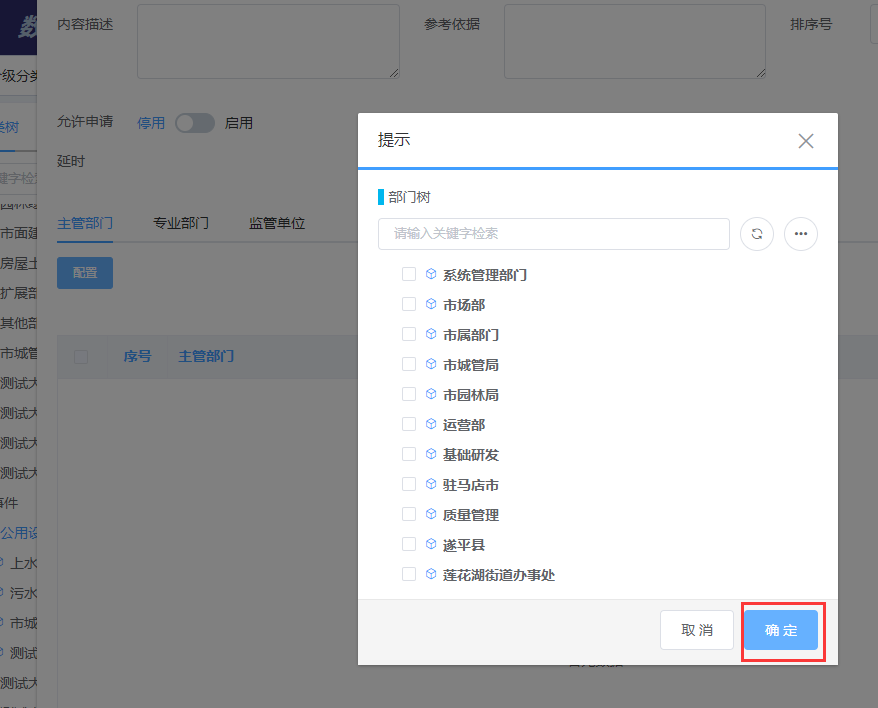 数
内容描述
参考依据
排序号
级分类
类树
键字检
允许申请
延时
停用
启用
主管部门
专业部门
监管单位
配置
序号
主管部门
市面建
房屋土
扩展部
其他部
市城管
测试大
测试大
测试大
测试大
事件
公用设
上水
污水
市城
测试
测试大
提示
部门树
请输入关键字检索
系统管理部门
市场部
市属部门
市城管局
市园林局
运营部
基础研发
驻马店市
质量管理
遂平县
莲花湖街道办事处
取 消
确 定